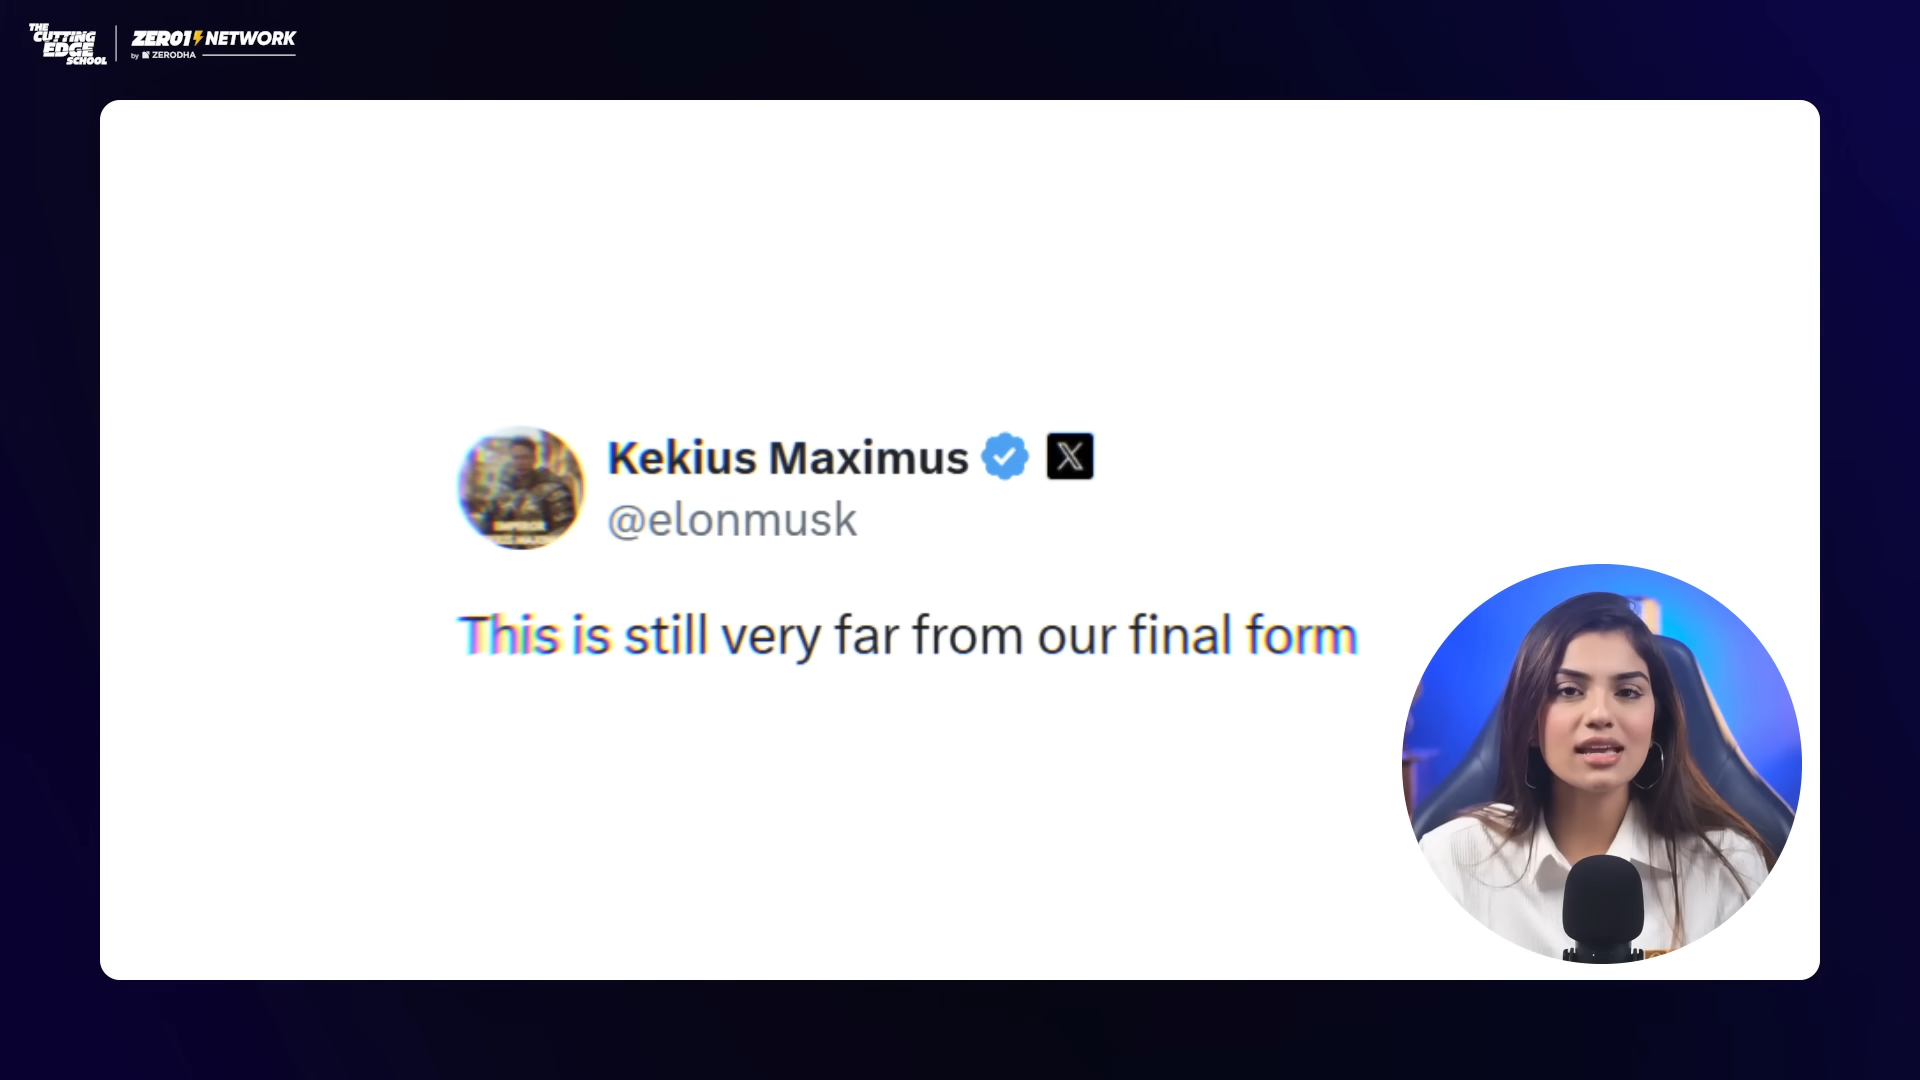 THE
CUTTING
EDGE
SCHOOL
ZERO1 NETWORK
by ZERODHA
Kekius Maximus
@elonmusk
This is still very far from our final form